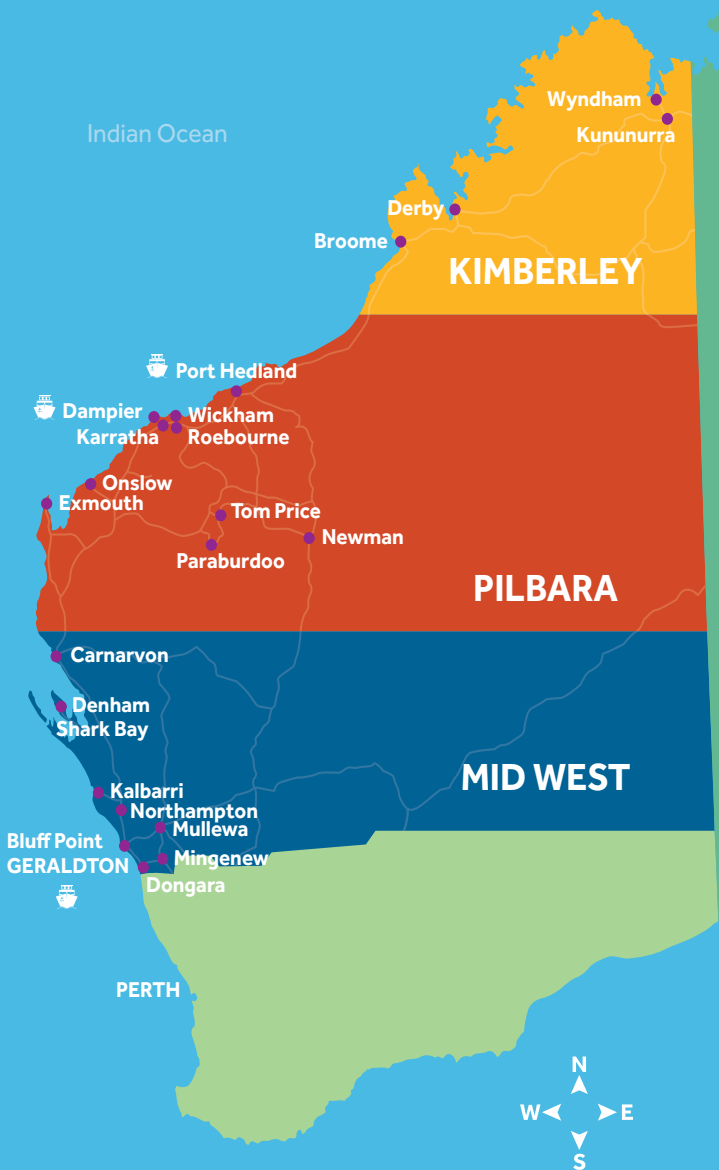 Wyndham
Indian Ocean
Kununurra
Derby
Broome
KIMBERLEY
Port Hedland
Dampier
Wickham
Karratha
Roebourne
Onslow
Exmouth
Tom Price
Newman
Paraburdoo
PILBARA
Carnarvon
Denham
Shark Bay
MID WEST
Kalbarri
Northampton
Mullewa
Bluff Point
GERALDTON
Mingenew
Dongara
PERTH
N
W
E
S